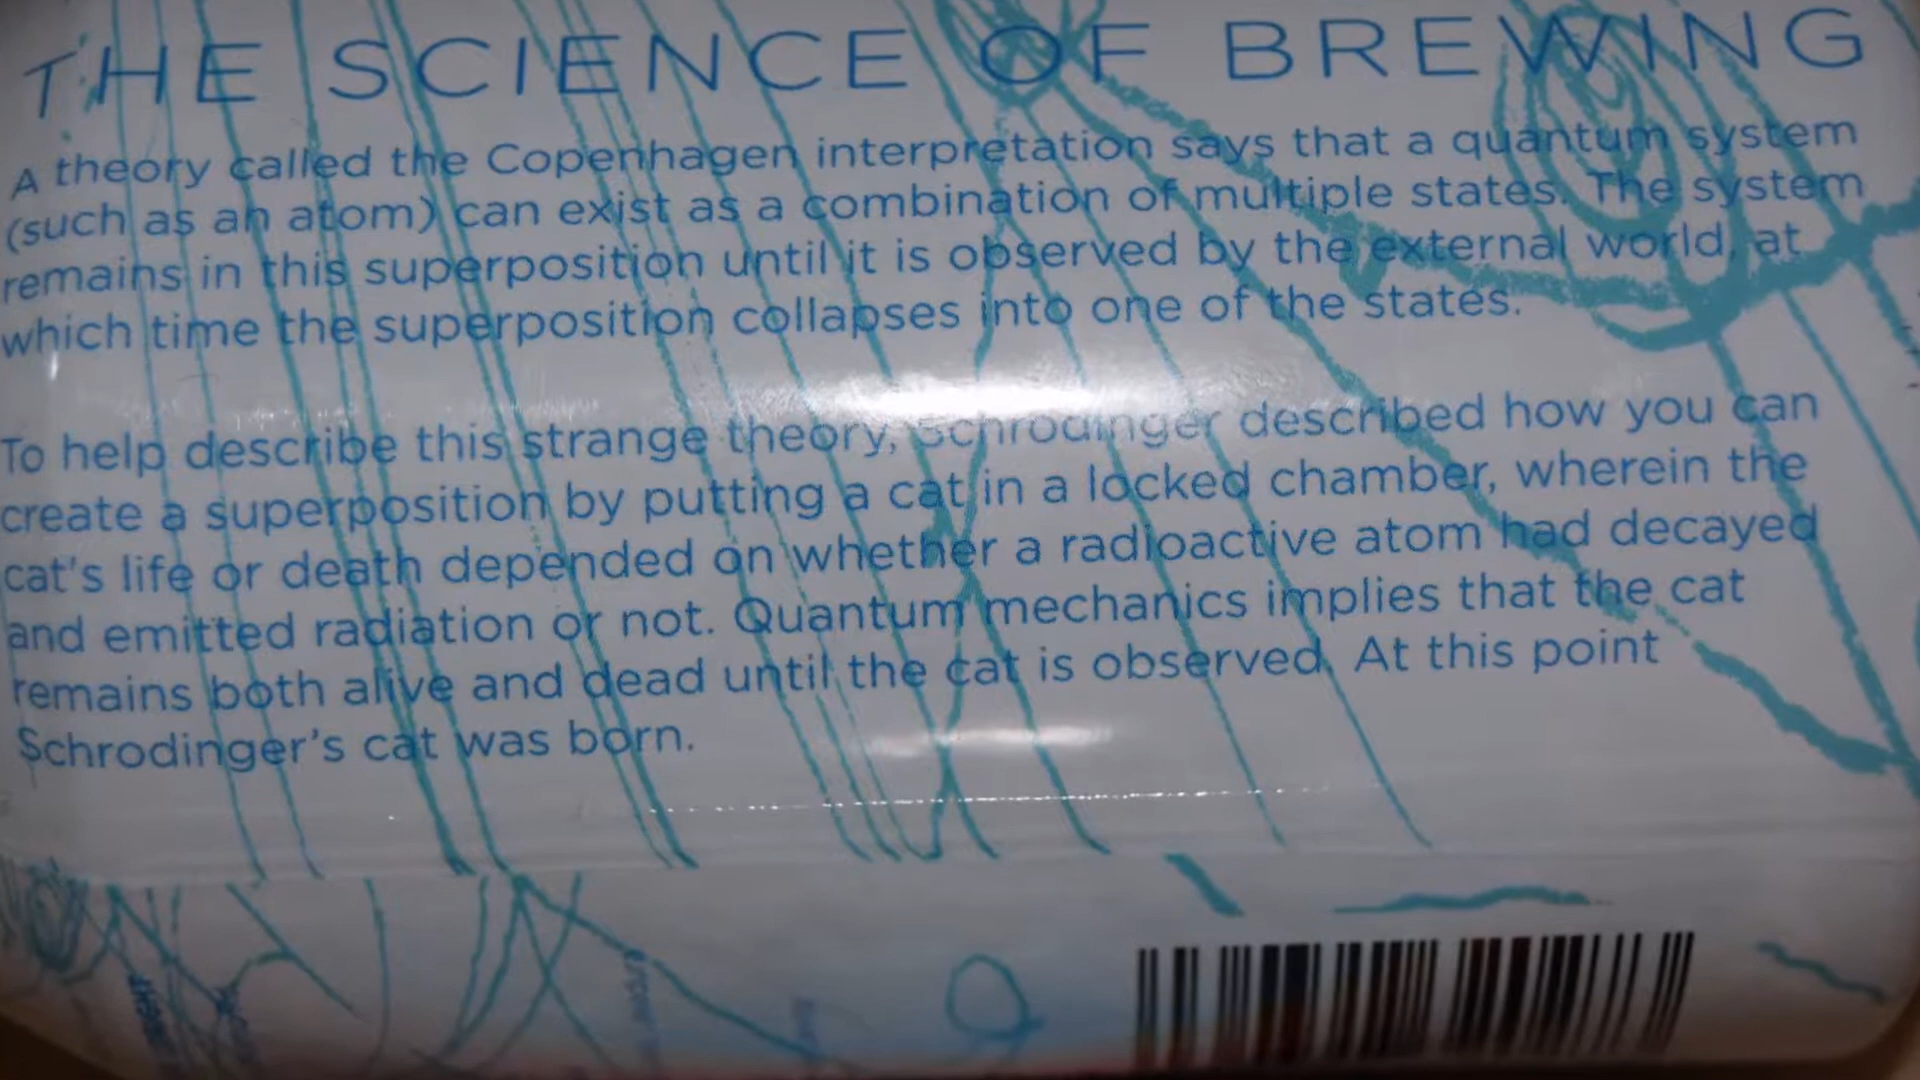 THE SCIENCE OF BREWING
A theory called the Copenhagen interpretation says that a quantum system
(such as an atom) can exist as a combination of multiple states. The system
remains in this superposition until it is observed by the external world, at
which time the superposition collapses into one of the states.
To help describe this strange theory, Schrodinger described how you can
create a superposition by putting a cat in a locked chamber, wherein the
cat's life or death depended on whether a radioactive atom had decayed
and emitted radiation or not. Quantum mechanics implies that the cat
remains both alive and dead until the cat is observed. At this point
Schrodinger's cat was born.